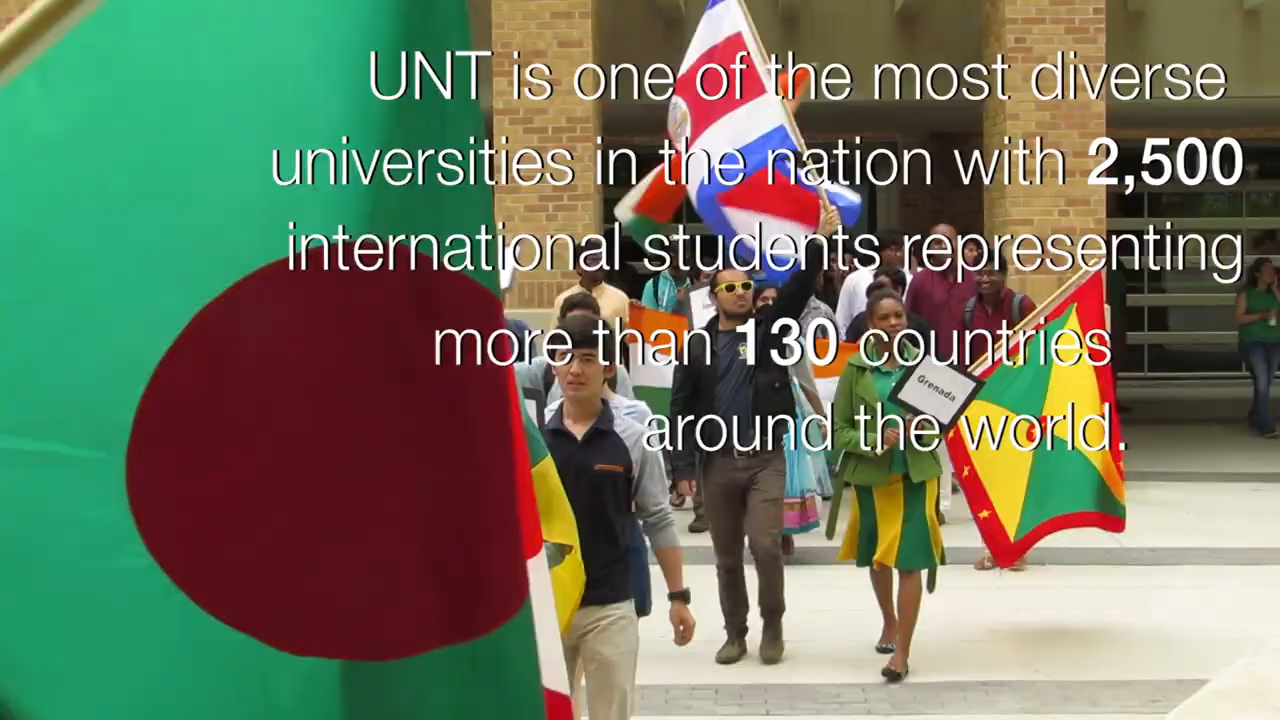 UNT is one of the most diverse
universities in the nation with 2,500
international students representing
more than 130 countries
around the world.
Grenada